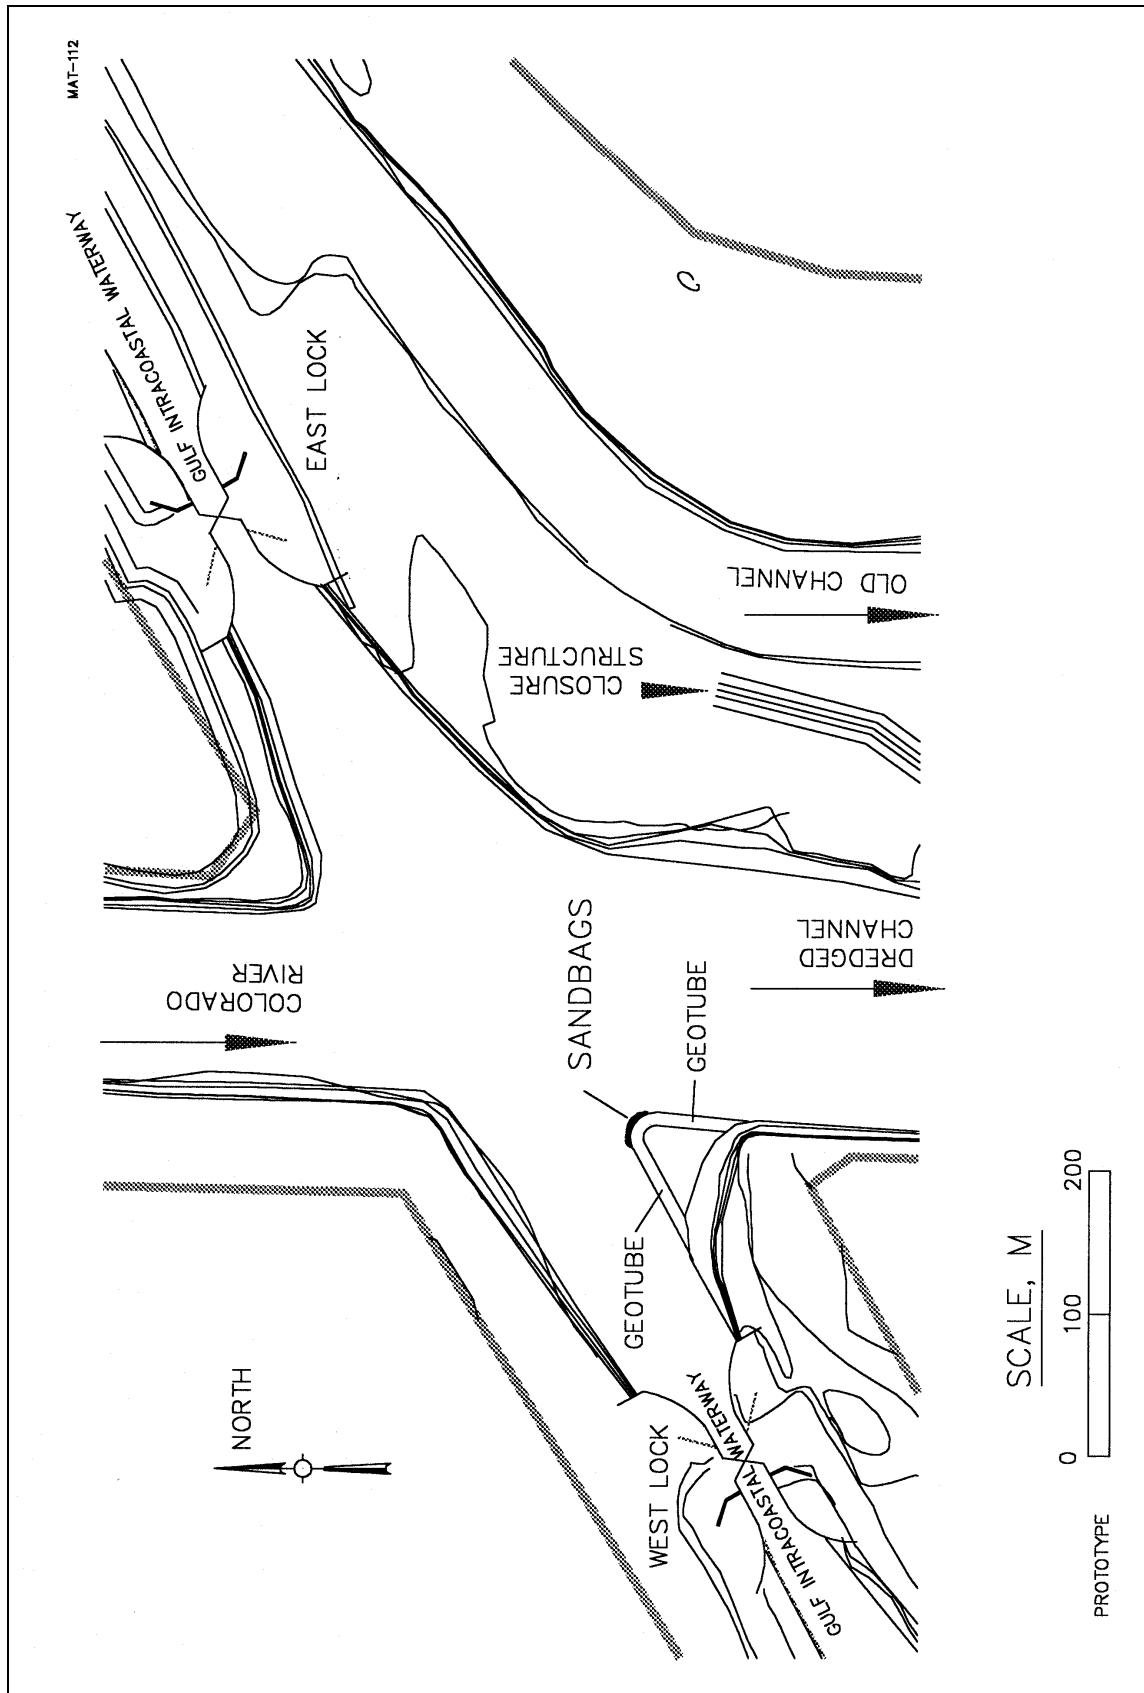 MAT-112
GULF INTRACOASTAL WATERWAY
EAST LOCK
CLOSURE
STRUCTURE
OLD CHANNEL
COLORADO
RIVER
SANDBAGS
GEOTUBE
DREDGED
CHANNEL
GEOTUBE
NORTH
WEST LOCK
GULF INTRACOASTAL WATERWAY
SCALE, M
0 100 200
PROTOTYPE